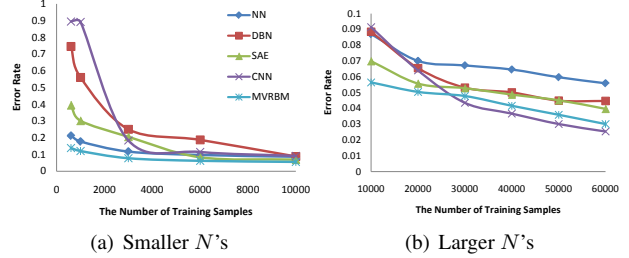 1
0.9
0.8
0.7
0.6
0.5
0.4
0.3
0.2
0.1
0
Error Rate
0 2000 4000 6000 8000 10000
The Number of Training Samples
NN
DBN
SAE
CNN
MVRBM
(a) Smaller N's
0.1
0.09
0.08
0.07
0.06
0.05
0.04
0.03
0.02
0.01
0
Error Rate
10000 20000 30000 40000 50000 60000
The Number of Training Samples
(b) Larger N's